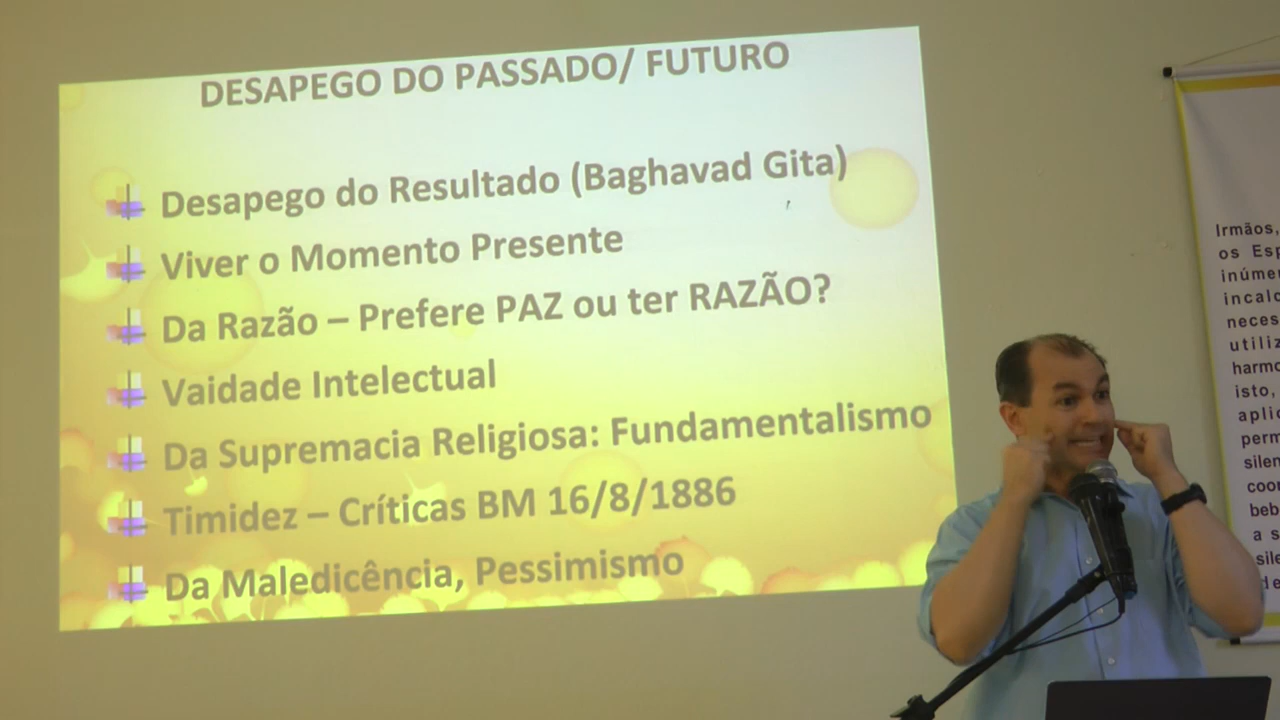 DESAPEGO DO PASSADO/ FUTURO
Desapego do Resultado (Baghavad Gita)
Viver o Momento Presente
Da Razão – Prefere PAZ ou ter RAZÃO?
Vaidade Intelectual
Da Supremacia Religiosa: Fundamentalismo
Timidez – Críticas BM 16/8/1886
Da Maledicência, Pessimismo
Irmãos,
os Esp
inúme
incalc
neces
utiliz
harmo
isto,
aplic
perm
silen
coor
beb
a s
sile